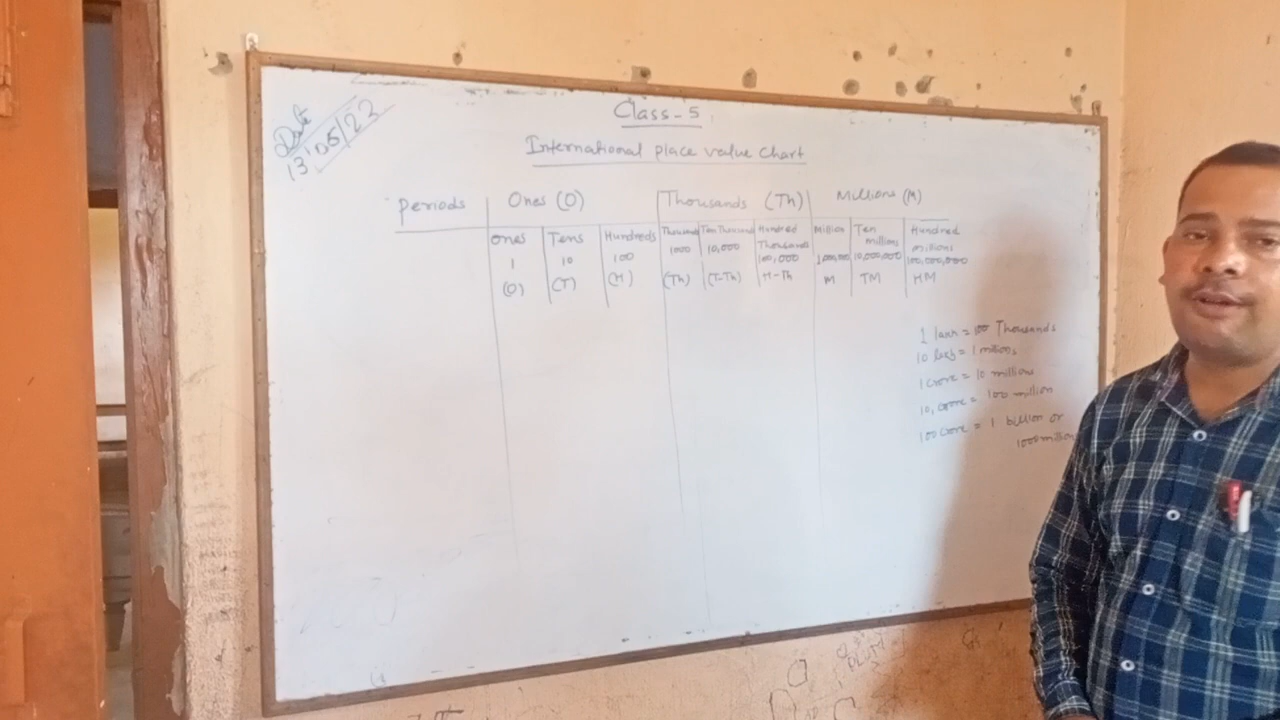 Date
13/05/22
Class-5
International place value chart
Periods Ones (O) Thousands (Th) Millions (M)
ones Tens Hundreds Thousands Ten Thousand Hundred Thousands Million Ten millions Hundred millions
1 10 100 1000 10,000 100,000 1,000,000 10,000,000 100,000,000
(O) (T) (H) (Th) (T-Th) H-Th M TM HM
1 lakh = 100 Thousands
10 lakh = 1 millions
1 crore = 10 millions
10, crore = 100 million
100 crore = 1 billion or
1000 million